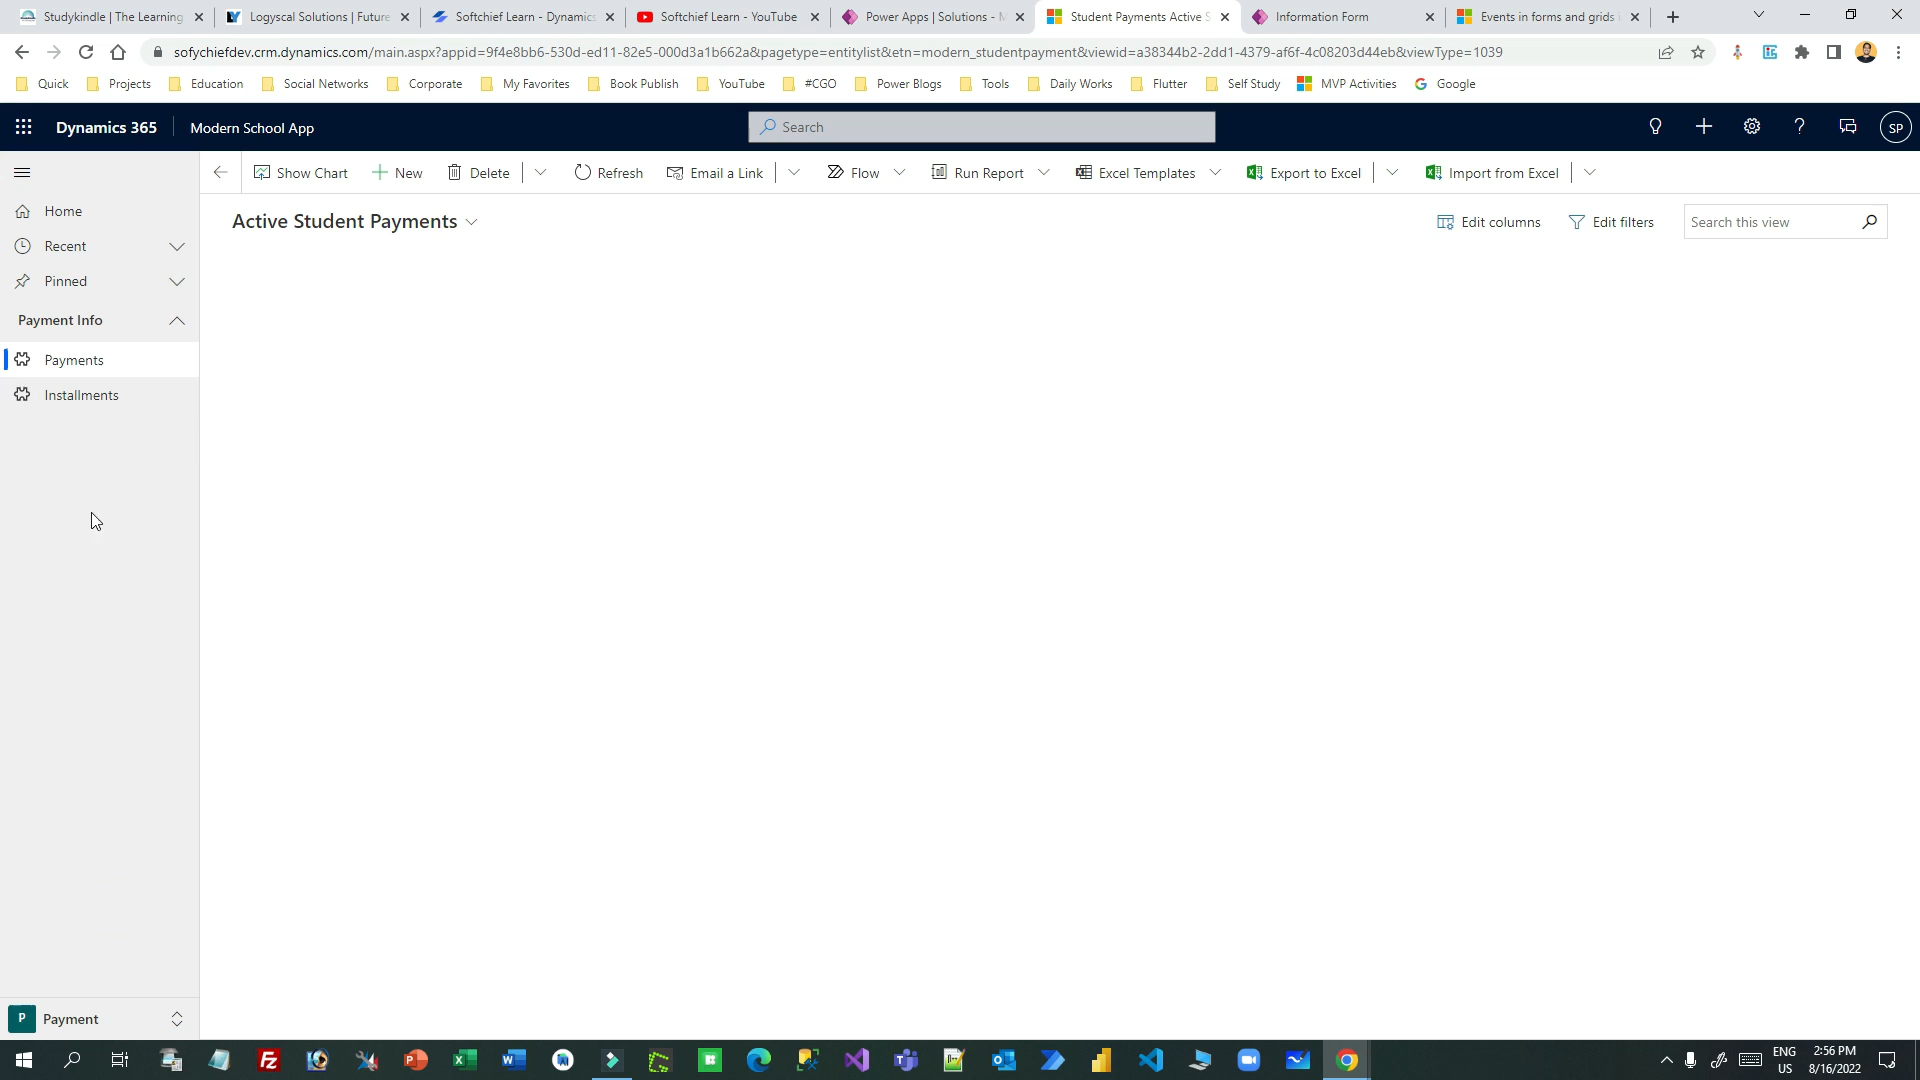 Studykindle | The Learning
Logyscal Solutions | Future
Softchief Learn - Dynamics
Softchief Learn - YouTube
Power Apps | Solutions - M
Student Payments Active S
Information Form
Events in forms and grids i
sofychiefdev.crm.dynamics.com/main.aspx?appid=9f4e8bb6-530d-ed11-82e5-000d3a1b662a&pagetype=entitylist&etn=modern_studentpayment&viewid=a38344b2-2dd1-4379-af6f-4c08203d44eb&viewType=1039
Quick
Projects
Education
Social Networks
Corporate
My Favorites
Book Publish
YouTube
#CGO
Power Blogs
Tools
Daily Works
Flutter
Self Study
MVP Activities
Google
Dynamics 365
Modern School App
Search
SP
Show Chart
New
Delete
Refresh
Email a Link
Flow
Run Report
Excel Templates
Export to Excel
Import from Excel
Home
Recent
Pinned
Payment Info
Payments
Installments
Active Student Payments
Edit columns
Edit filters
Search this view
P
Payment
ENG
US
2:56 PM
8/16/2022